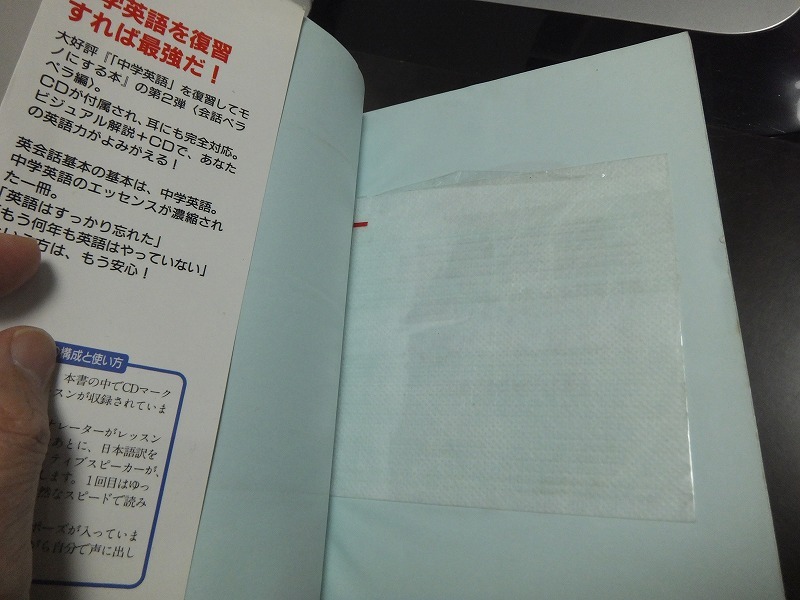 学英語を復習
すれば最強だ！
大好評『「中学英語」を復習してモ
ノにする本』の第2弾〈会話ペラ
ペラ編〉。
CDが付属され、耳にも完全対応。
ビジュアル解説＋CDで、あなた
の英語力がよみがえる！
英会話基本の基本は、中学英語。
中学英語のエッセンスが濃縮され
た一冊。
「英語はすっかり忘れた」
「もう何年も英語はやっていない」
という方は、もう安心！
の構成と使い方
本書の中でCDマーク
スンが収録されていま
レーターがレッスン
あとに、日本語訳を
ティブスピーカーが、
します。1回目はゆっ
然なスピードで読み
ポーズが入っていま
がら自分で声に出し